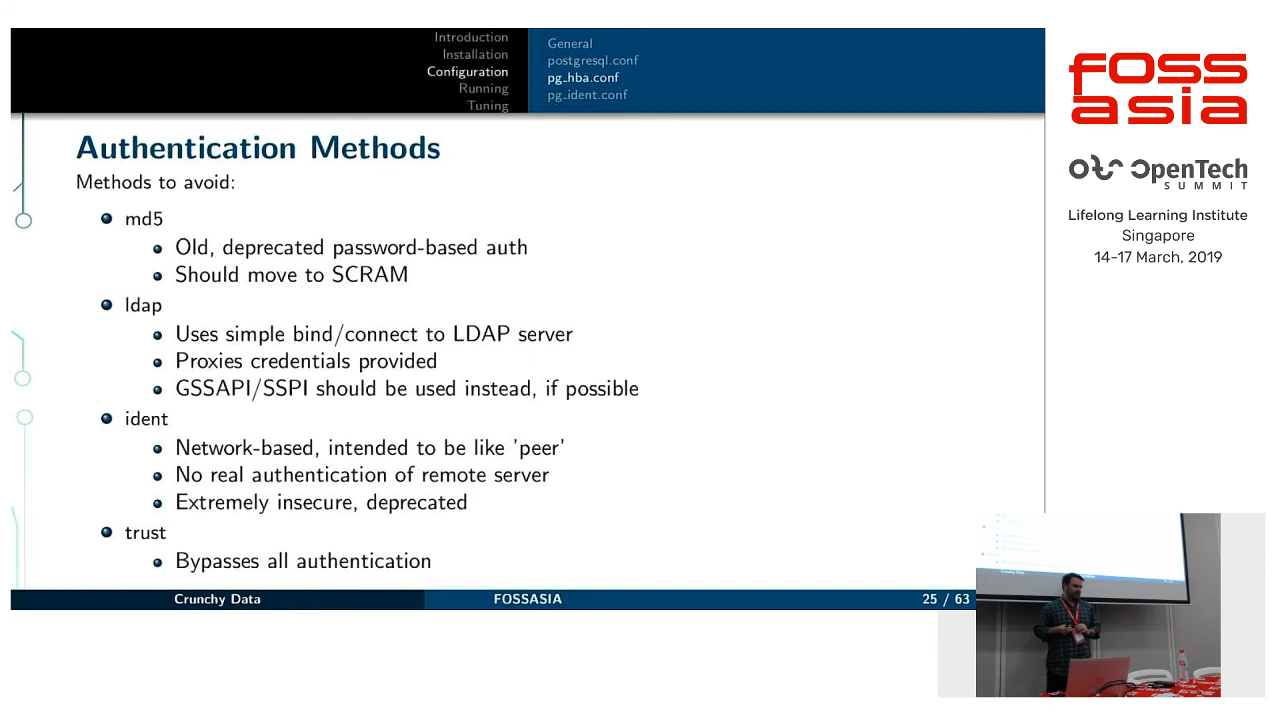 Introduction
Installation
Configuration
Running
Tuning
General
postgresql.conf
pg_hba.conf
pg_ident.conf
Authentication Methods
Methods to avoid:
md5
Old, deprecated password-based auth
Should move to SCRAM
ldap
Uses simple bind/connect to LDAP server
Proxies credentials provided
GSSAPI/SSPI should be used instead, if possible
ident
Network-based, intended to be like 'peer'
No real authentication of remote server
Extremely insecure, deprecated
trust
Bypasses all authentication
Crunchy Data
FOSSASIA
25 / 63
FOSS
asia
OpenTech
SUMMIT
Lifelong Learning Institute
Singapore
14-17 March, 2019